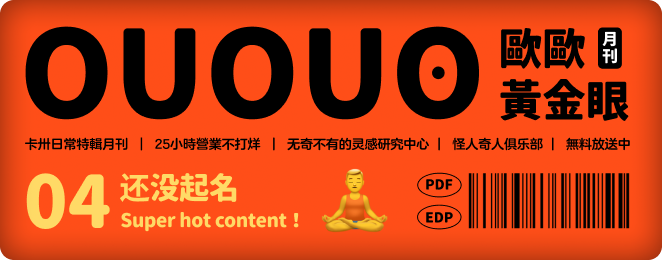 OUOUO
歐歐
月刊
黃金眼
卡卅日常特輯月刊 | 25小時營業不打烊 | 无奇不有的灵感研究中心 | 怪人奇人俱乐部 | 無料放送中
04
还没起名
Super hot content！
PDF
EDP